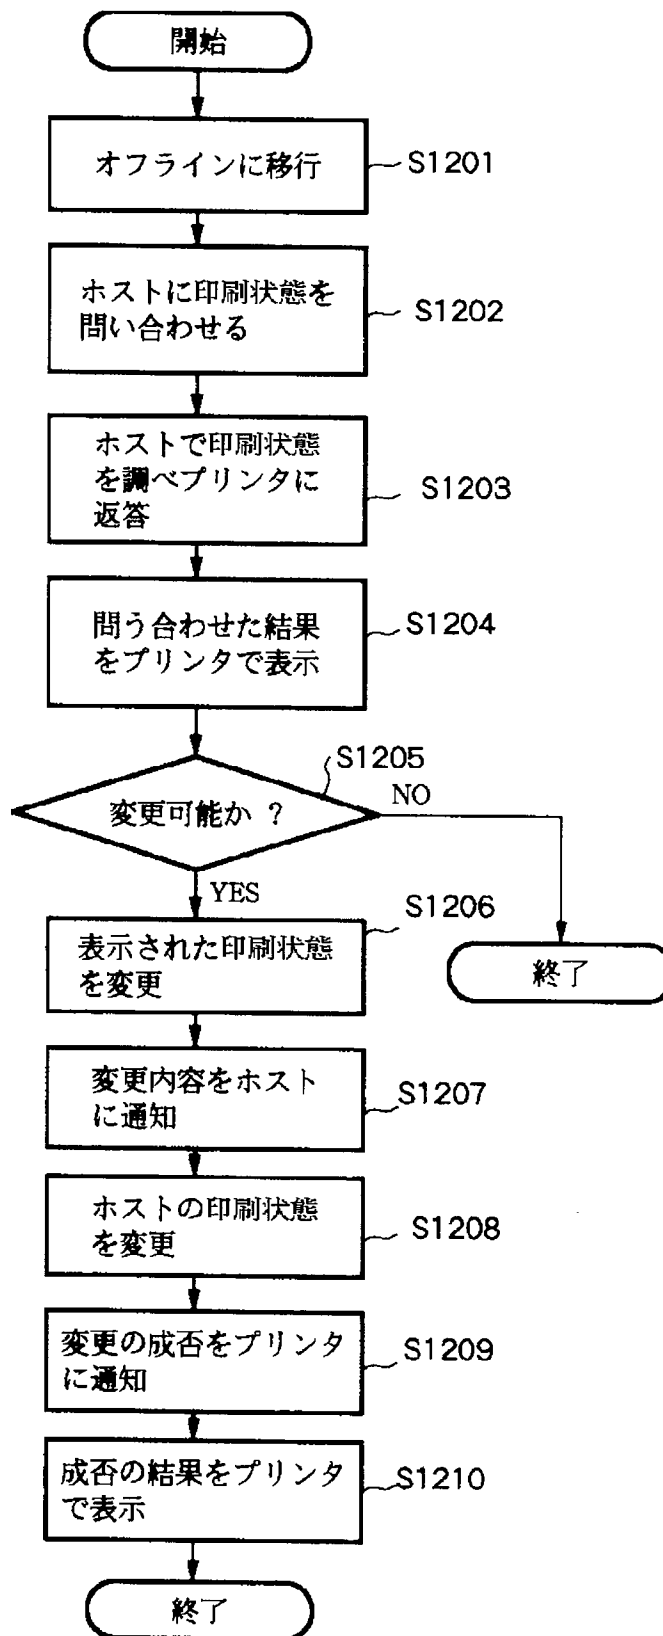 開始
オフラインに移行
S1201
ホストに印刷状態を
問い合わせる
S1202
ホストで印刷状態
を調べプリンタに
返答
S1203
問う合わせた結果
をプリンタで表示
S1204
S1205
変更可能か ?
NO
YES
表示された印刷状態
を変更
S1206
終了
変更内容をホスト
に通知
S1207
ホストの印刷状態
を変更
S1208
変更の成否をプリンタ
に通知
S1209
成否の結果をプリンタ
で表示
S1210
終了